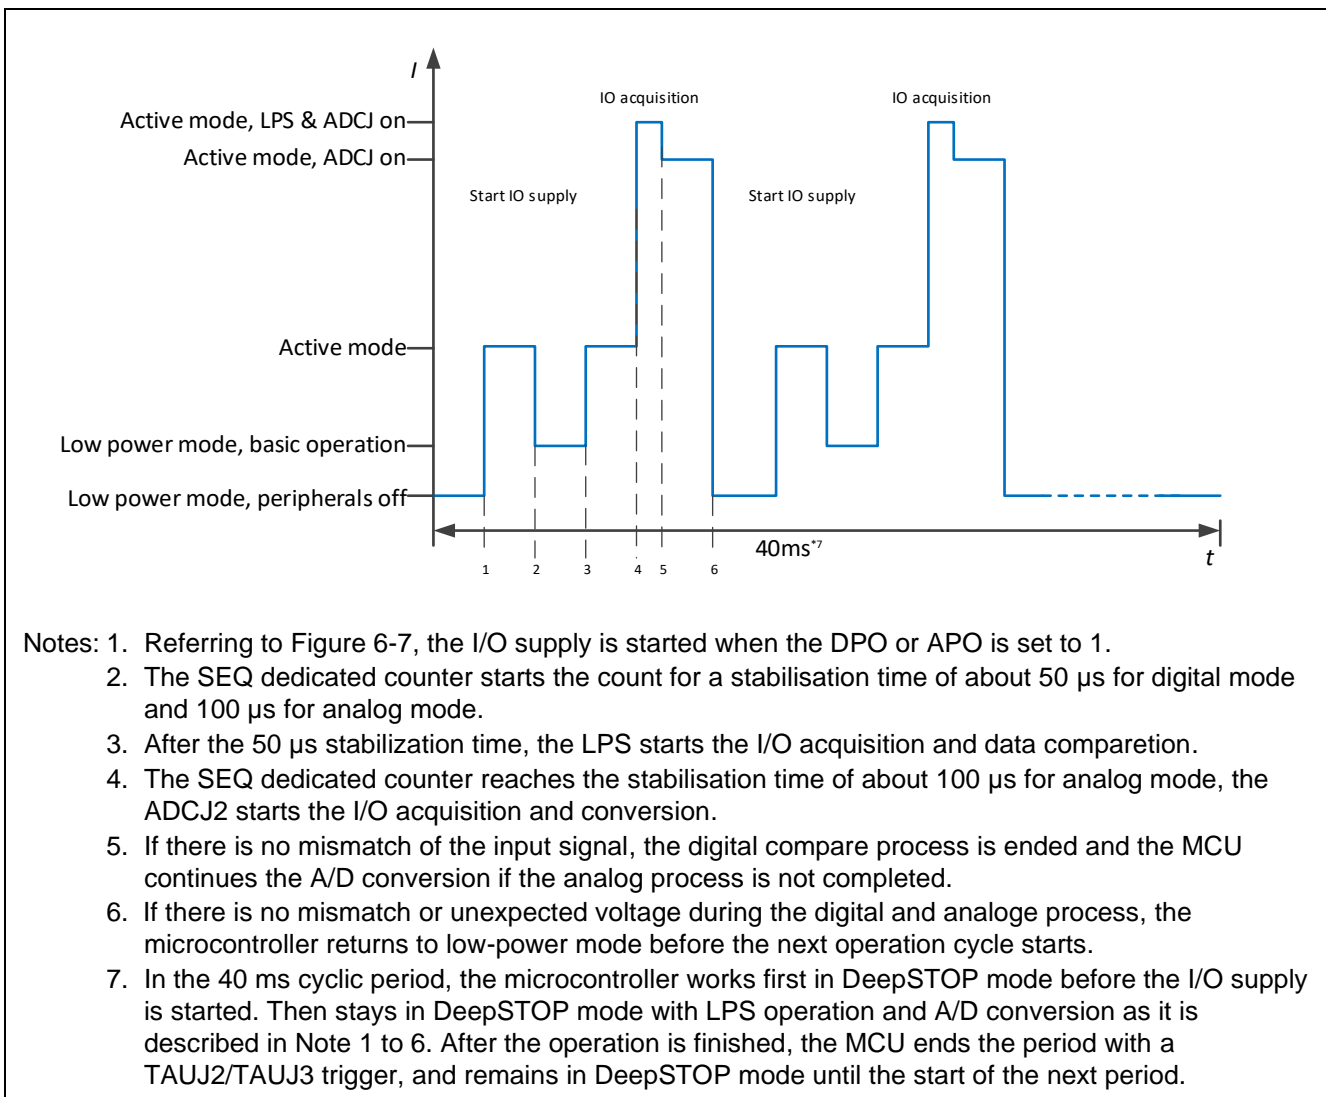 I
IO acquisition
IO acquisition
Active mode, LPS & ADCJ on
Active mode, ADCJ on
Start IO supply
Start IO supply
Active mode
Low power mode, basic operation
Low power mode, peripherals off
40ms*7
t
1 2 3 4 5 6
Notes: 1. Referring to Figure 6-7, the I/O supply is started when the DPO or APO is set to 1.
2. The SEQ dedicated counter starts the count for a stabilisation time of about 50 µs for digital mode
and 100 µs for analog mode.
3. After the 50 µs stabilization time, the LPS starts the I/O acquisition and data comparetion.
4. The SEQ dedicated counter reaches the stabilisation time of about 100 µs for analog mode, the
ADCJ2 starts the I/O acquisition and conversion.
5. If there is no mismatch of the input signal, the digital compare process is ended and the MCU
continues the A/D conversion if the analog process is not completed.
6. If there is no mismatch or unexpected voltage during the digital and analoge process, the
microcontroller returns to low-power mode before the next operation cycle starts.
7. In the 40 ms cyclic period, the microcontroller works first in DeepSTOP mode before the I/O supply
is started. Then stays in DeepSTOP mode with LPS operation and A/D conversion as it is
described in Note 1 to 6. After the operation is finished, the MCU ends the period with a
TAUJ2/TAUJ3 trigger, and remains in DeepSTOP mode until the start of the next period.